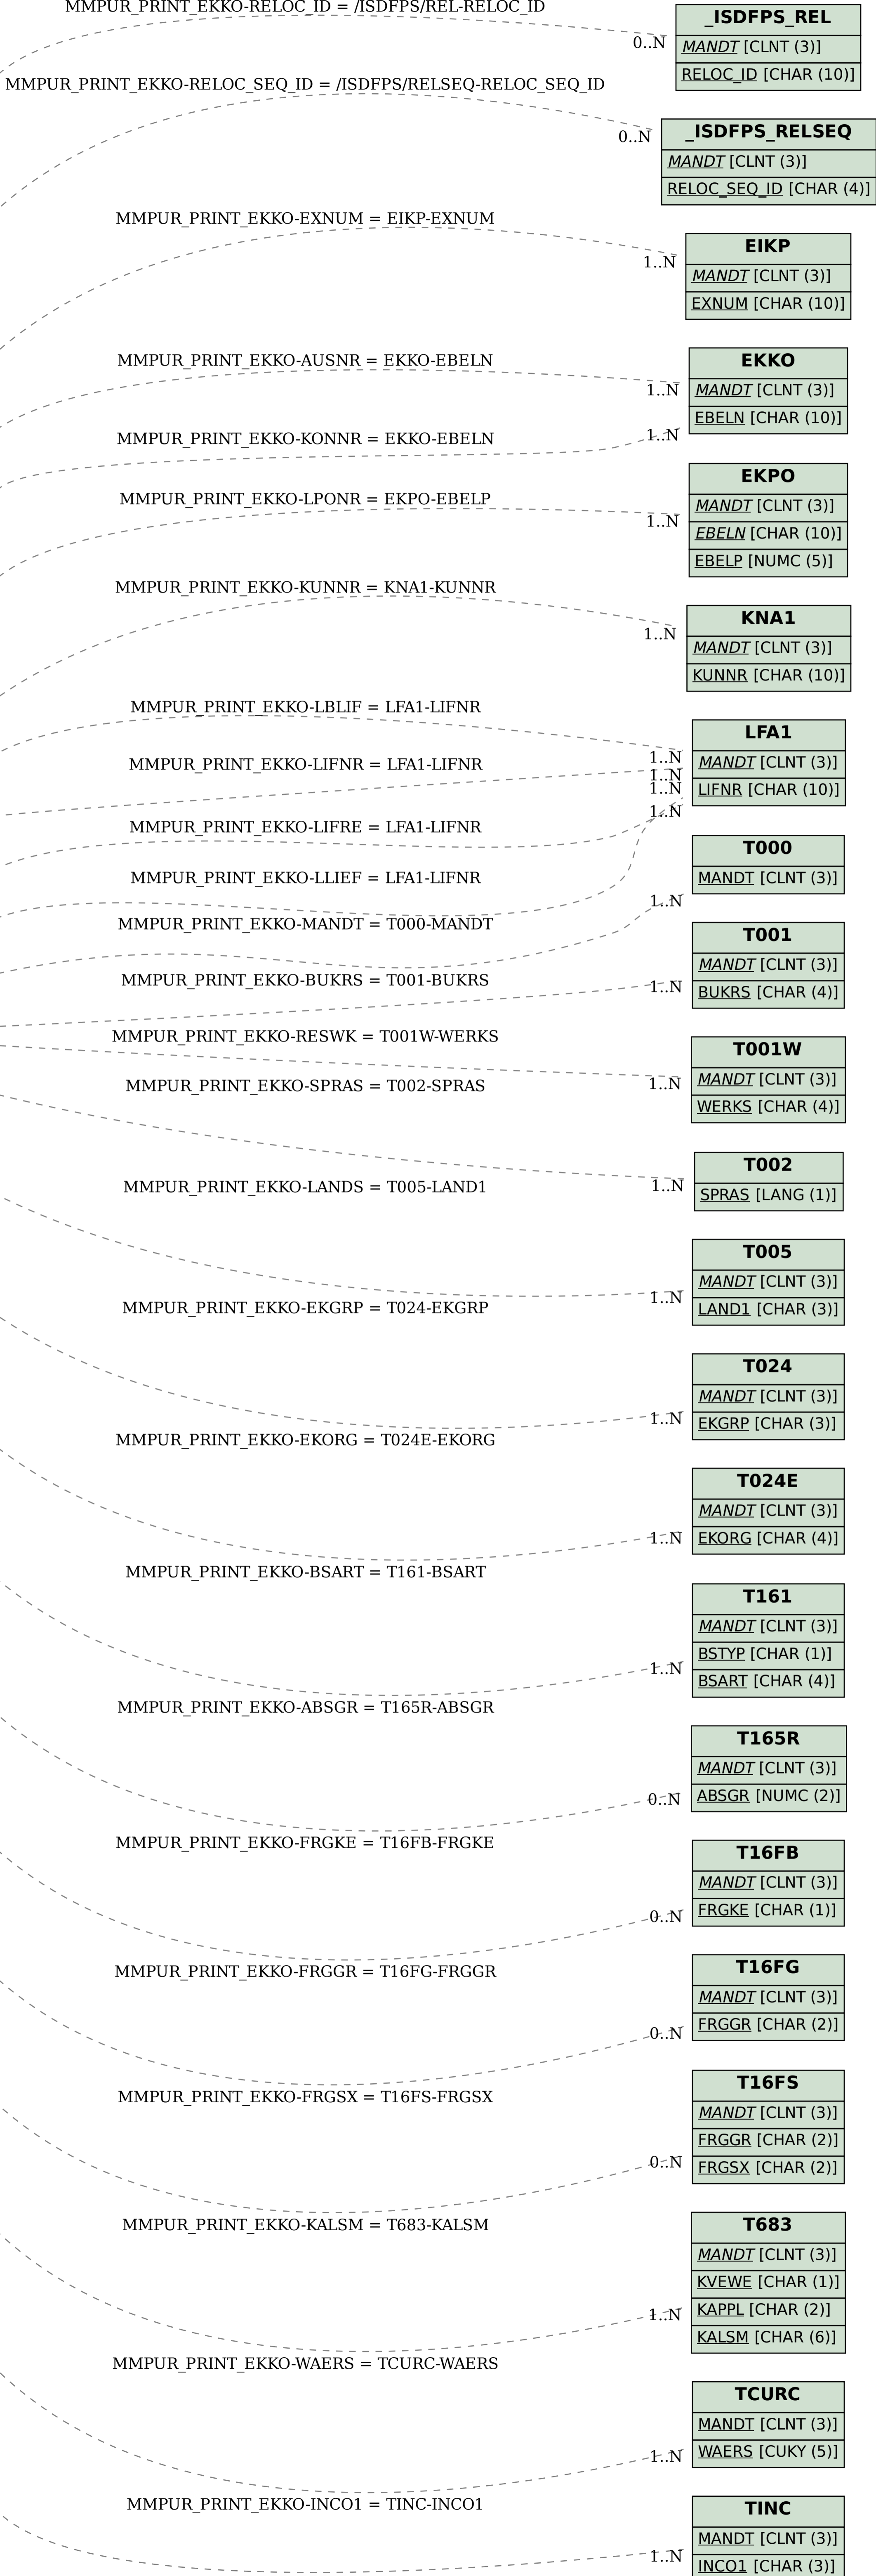 MMPUR_PRINT_EKKO-RELOC_ID = /ISDFPS/REL-RELOC_ID
0..N
_ISDFPS_REL
MANDT [CLNT (3)]
RELOC_ID [CHAR (10)]
MMPUR_PRINT_EKKO-RELOC_SEQ_ID = /ISDFPS/RELSEQ-RELOC_SEQ_ID
0..N
_ISDFPS_RELSEQ
MANDT [CLNT (3)]
RELOC_SEQ_ID [CHAR (4)]
MMPUR_PRINT_EKKO-EXNUM = EIKP-EXNUM
1..N
EIKP
MANDT [CLNT (3)]
EXNUM [CHAR (10)]
MMPUR_PRINT_EKKO-AUSNR = EKKO-EBELN
1..N
EKKO
MANDT [CLNT (3)]
EBELN [CHAR (10)]
MMPUR_PRINT_EKKO-KONNR = EKKO-EBELN
1..N
MMPUR_PRINT_EKKO-LPONR = EKPO-EBELP
1..N
EKPO
MANDT [CLNT (3)]
EBELN [CHAR (10)]
EBELP [NUMC (5)]
MMPUR_PRINT_EKKO-KUNNR = KNA1-KUNNR
1..N
KNA1
MANDT [CLNT (3)]
KUNNR [CHAR (10)]
MMPUR_PRINT_EKKO-LBLIF = LFA1-LIFNR
1..N
LFA1
MANDT [CLNT (3)]
LIFNR [CHAR (10)]
MMPUR_PRINT_EKKO-LIFNR = LFA1-LIFNR
1..N
1..N
MMPUR_PRINT_EKKO-LIFRE = LFA1-LIFNR
1..N
MMPUR_PRINT_EKKO-LLIEF = LFA1-LIFNR
T000
MANDT [CLNT (3)]
MMPUR_PRINT_EKKO-MANDT = T000-MANDT
1..N
T001
MANDT [CLNT (3)]
BUKRS [CHAR (4)]
MMPUR_PRINT_EKKO-BUKRS = T001-BUKRS
1..N
MMPUR_PRINT_EKKO-RESWK = T001W-WERKS
1..N
T001W
MANDT [CLNT (3)]
WERKS [CHAR (4)]
MMPUR_PRINT_EKKO-SPRAS = T002-SPRAS
1..N
T002
SPRAS [LANG (1)]
MMPUR_PRINT_EKKO-LANDS = T005-LAND1
1..N
T005
MANDT [CLNT (3)]
LAND1 [CHAR (3)]
MMPUR_PRINT_EKKO-EKGRP = T024-EKGRP
1..N
T024
MANDT [CLNT (3)]
EKGRP [CHAR (3)]
MMPUR_PRINT_EKKO-EKORG = T024E-EKORG
1..N
T024E
MANDT [CLNT (3)]
EKORG [CHAR (4)]
MMPUR_PRINT_EKKO-BSART = T161-BSART
1..N
T161
MANDT [CLNT (3)]
BSTYP [CHAR (1)]
BSART [CHAR (4)]
MMPUR_PRINT_EKKO-ABSGR = T165R-ABSGR
0..N
T165R
MANDT [CLNT (3)]
ABSGR [NUMC (2)]
MMPUR_PRINT_EKKO-FRGKE = T16FB-FRGKE
0..N
T16FB
MANDT [CLNT (3)]
FRGKE [CHAR (1)]
MMPUR_PRINT_EKKO-FRGGR = T16FG-FRGGR
0..N
T16FG
MANDT [CLNT (3)]
FRGGR [CHAR (2)]
MMPUR_PRINT_EKKO-FRGSX = T16FS-FRGSX
0..N
T16FS
MANDT [CLNT (3)]
FRGGR [CHAR (2)]
FRGSX [CHAR (2)]
MMPUR_PRINT_EKKO-KALSM = T683-KALSM
1..N
T683
MANDT [CLNT (3)]
KVEWE [CHAR (1)]
KAPPL [CHAR (2)]
KALSM [CHAR (6)]
MMPUR_PRINT_EKKO-WAERS = TCURC-WAERS
1..N
TCURC
MANDT [CLNT (3)]
WAERS [CUKY (5)]
MMPUR_PRINT_EKKO-INCO1 = TINC-INCO1
1..N
TINC
MANDT [CLNT (3)]
INCO1 [CHAR (3)]